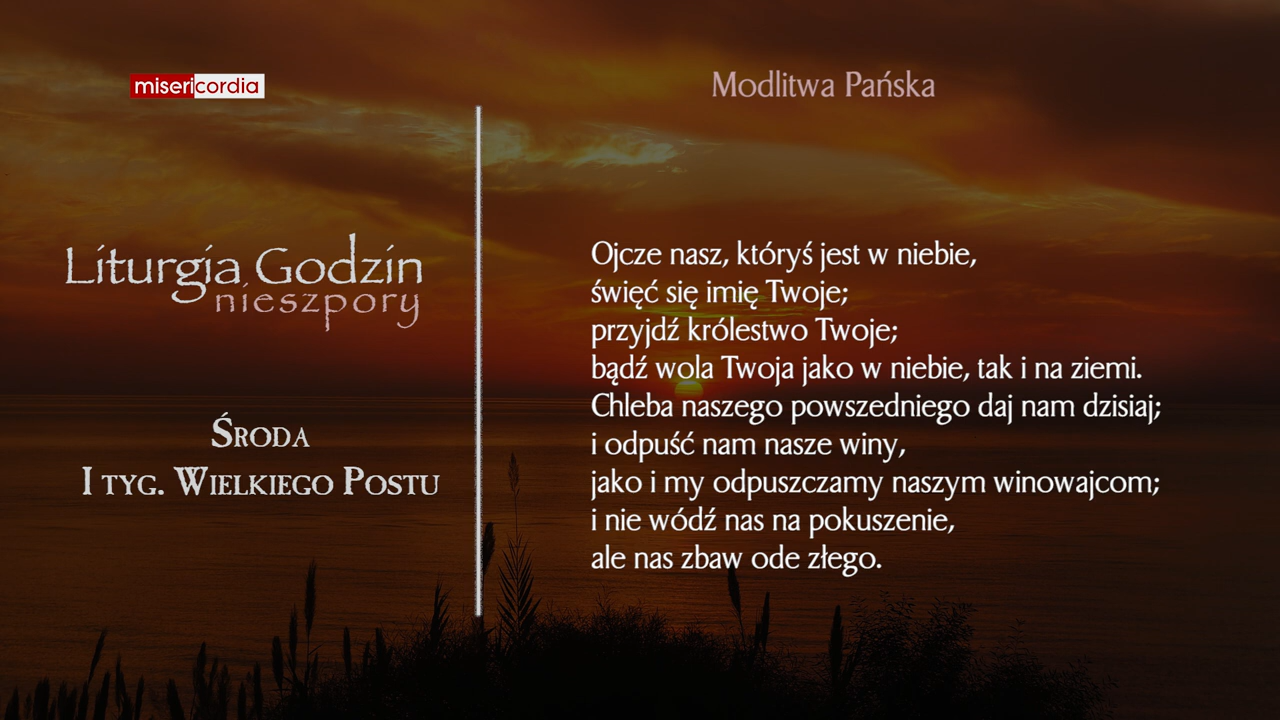 misericordia
Liturgia Godzin
nieszpory
Środa
I tyg. Wielkiego Postu
Modlitwa Pańska
Ojcze nasz, któryś jest w niebie,
święć się imię Twoje;
przyjdź królestwo Twoje;
bądź wola Twoja jako w niebie, tak i na ziemi.
Chleba naszego powszedniego daj nam dzisiaj;
i odpuść nam nasze winy,
jako i my odpuszczamy naszym winowajcom;
i nie wódź nas na pokuszenie,
ale nas zbaw ode złego.